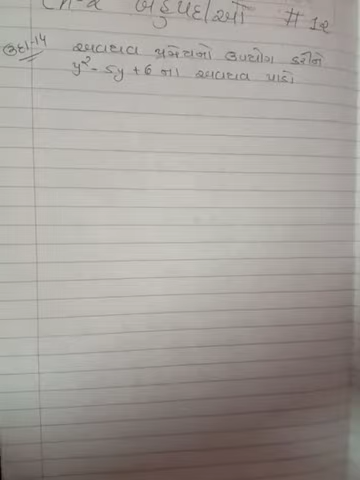 Ch-2 બહુપદીઓ #12
ઉદા-14 અવયવ પ્રમેયનો ઉપયોગ કરીને
y² - 5y + 6 ના અવયવ પાડો